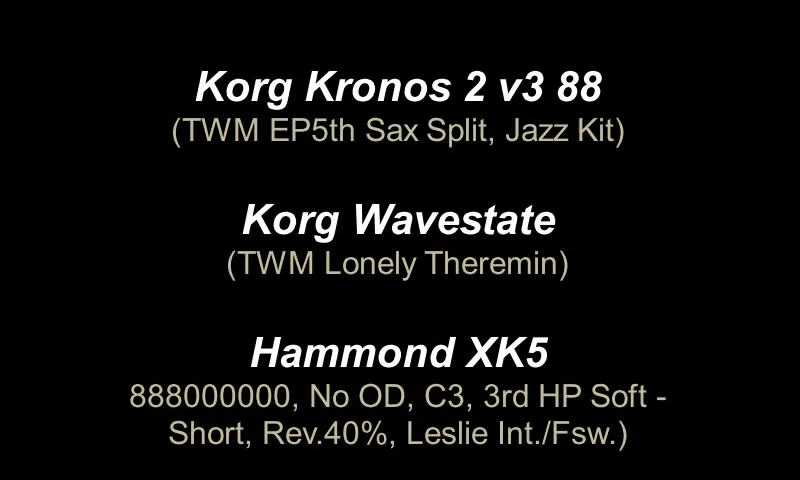 Korg Kronos 2 v3 88
(TWM EP5th Sax Split, Jazz Kit)
Korg Wavestate
(TWM Lonely Theremin)
Hammond XK5
888000000, No OD, C3, 3rd HP Soft -
Short, Rev.40%, Leslie Int./Fsw.)